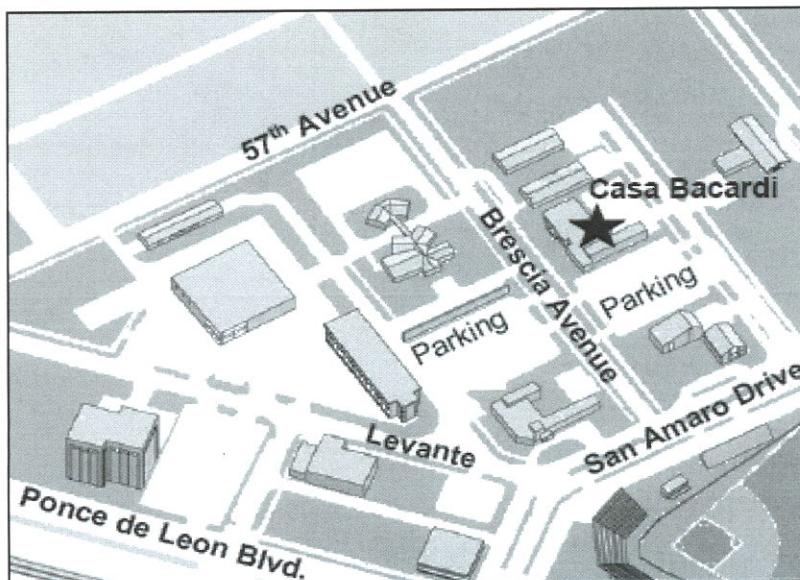 57th Avenue
Casa Bacardi
Brescia Avenue
Parking
Parking
San Amaro Drive
Levante
Ponce de Leon Blvd.